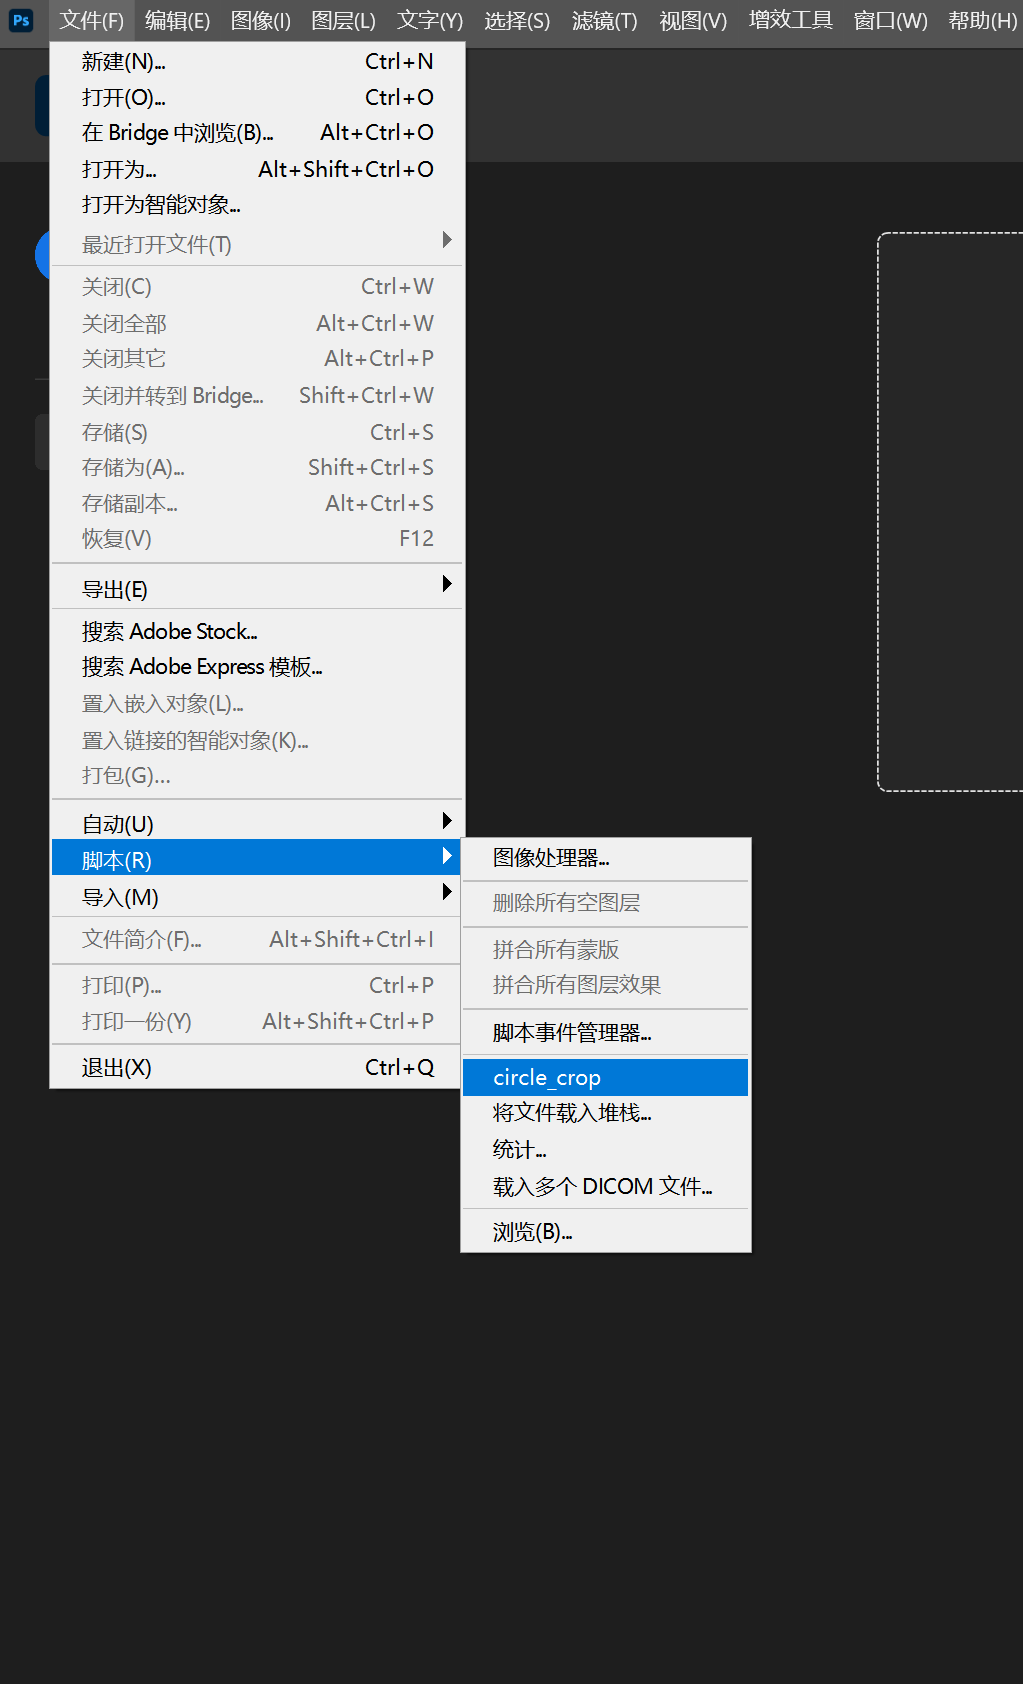 Ps 文件(F) 编辑(E) 图像(I) 图层(L) 文字(Y) 选择(S) 滤镜(T) 视图(V) 增效工具 窗口(W) 帮助(H)
新建(N)... Ctrl+N
打开(O)... Ctrl+O
在 Bridge 中浏览(B)... Alt+Ctrl+O
打开为... Alt+Shift+Ctrl+O
打开为智能对象...
最近打开文件(T)
关闭(C) Ctrl+W
关闭全部 Alt+Ctrl+W
关闭其它 Alt+Ctrl+P
关闭并转到 Bridge... Shift+Ctrl+W
存储(S) Ctrl+S
存储为(A)... Shift+Ctrl+S
存储副本... Alt+Ctrl+S
恢复(V) F12
导出(E)
搜索 Adobe Stock...
搜索 Adobe Express 模板...
置入嵌入对象(L)...
置入链接的智能对象(K)...
打包(G)...
自动(U)
脚本(R)
导入(M)
文件简介(F)... Alt+Shift+Ctrl+I
打印(P)... Ctrl+P
打印一份(Y) Alt+Shift+Ctrl+P
退出(X) Ctrl+Q
图像处理器...
删除所有空图层
拼合所有蒙版
拼合所有图层效果
脚本事件管理器...
circle_crop
将文件载入堆栈...
统计...
载入多个 DICOM 文件...
浏览(B)...